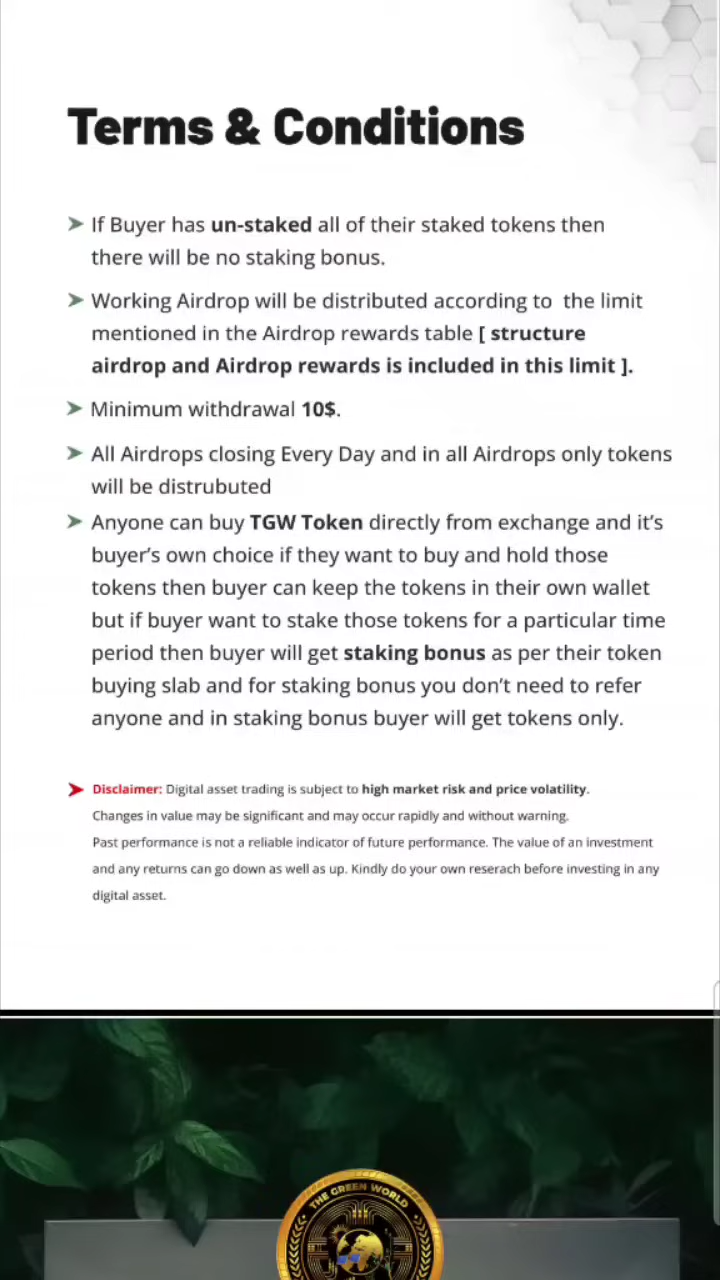 Terms & Conditions
If Buyer has un-staked all of their staked tokens then
there will be no staking bonus.
Working Airdrop will be distributed according to  the limit
mentioned in the Airdrop rewards table [ structure
airdrop and Airdrop rewards is included in this limit ].
Minimum withdrawal 10$.
All Airdrops closing Every Day and in all Airdrops only tokens
will be distrubuted
Anyone can buy TGW Token directly from exchange and it's
buyer's own choice if they want to buy and hold those
tokens then buyer can keep the tokens in their own wallet
but if buyer want to stake those tokens for a particular time
period then buyer will get staking bonus as per their token
buying slab and for staking bonus you don't need to refer
anyone and in staking bonus buyer will get tokens only.
Disclaimer: Digital asset trading is subject to high market risk and price volatility.
Changes in value may be significant and may occur rapidly and without warning.
Past performance is not a reliable indicator of future performance. The value of an investment
and any returns can go down as well as up. Kindly do your own reserach before investing in any
digital asset.
THE GREEN WORLD